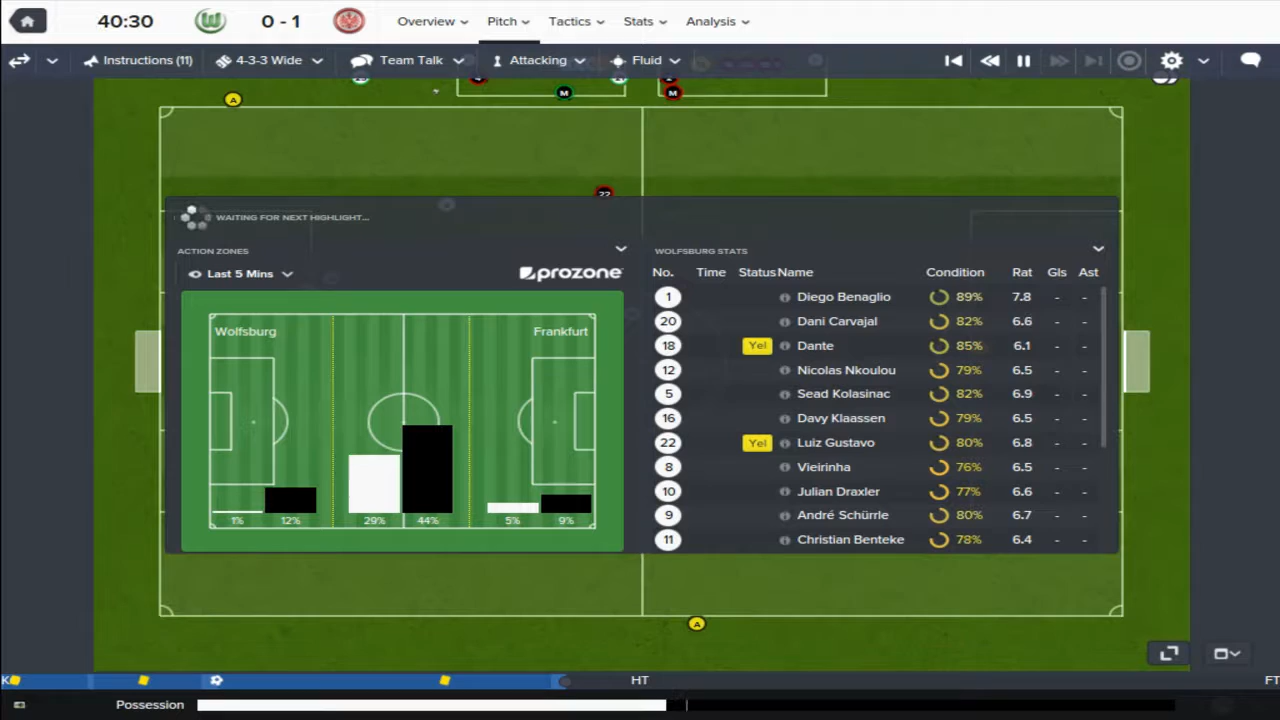 40:30 0 - 1 Overview Pitch Tactics Stats Analysis
Instructions (11) 4-3-3 Wide Team Talk Attacking Fluid
A
M M
22
WAITING FOR NEXT HIGHLIGHT...
ACTION ZONES
Last 5 Mins prozone
Wolfsburg Frankfurt
1% 12% 29% 44% 5% 9%
WOLFSBURG STATS
No. Time Status Name Condition Rat Gls Ast
1 Diego Benaglio 89% 7.8 - -
20 Dani Carvajal 82% 6.6 - -
18 Yel Dante 85% 6.1 - -
12 Nicolas Nkoulou 79% 6.5 - -
5 Sead Kolasinac 82% 6.9 - -
16 Davy Klaassen 79% 6.5 - -
22 Yel Luiz Gustavo 80% 6.8 - -
8 Vieirinha 76% 6.5 - -
10 Julian Draxler 77% 6.6 - -
9 André Schürrle 80% 6.7 - -
11 Christian Benteke 78% 6.4 - -
A
K HT FT
Possession